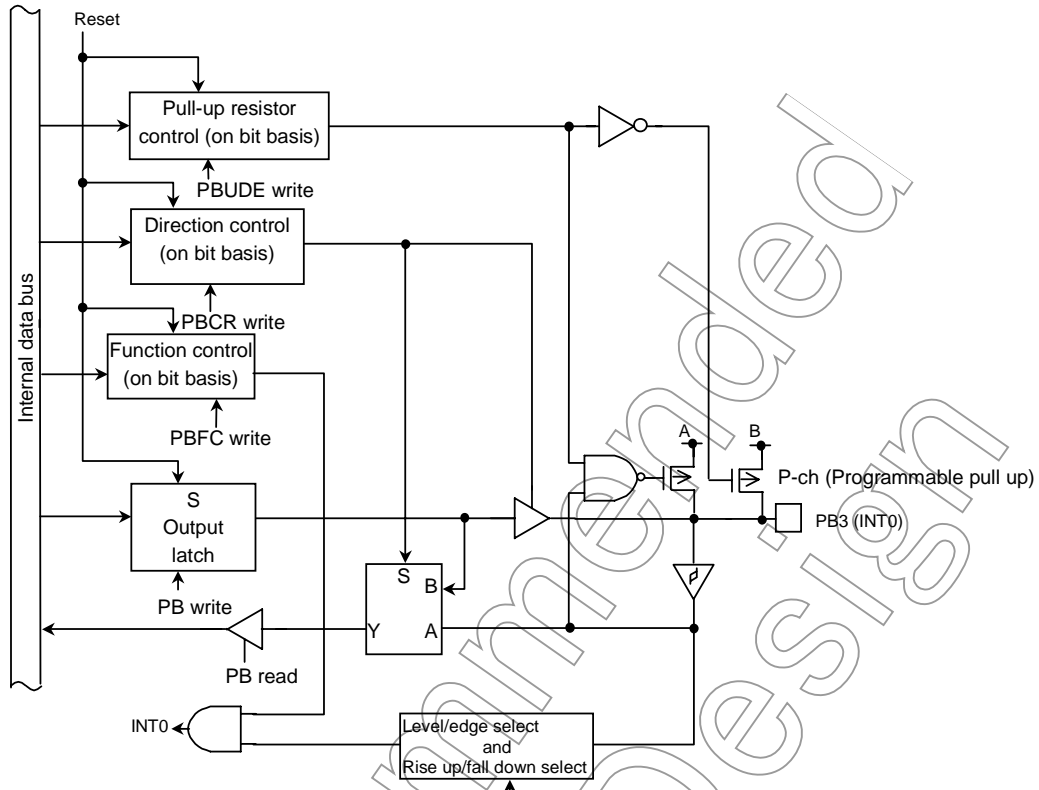 Reset
Internal data bus
Pull-up resistor
control (on bit basis)
PBUDE write
Direction control
(on bit basis)
PBCR write
Function control
(on bit basis)
PBFC write
A
B
P-ch (Programmable pull up)
S
Output
latch
PB3 (INT0)
PB write
S
B
Y
A
PB read
INT0
Level/edge select
and
Rise up/fall down select
mmended
Design